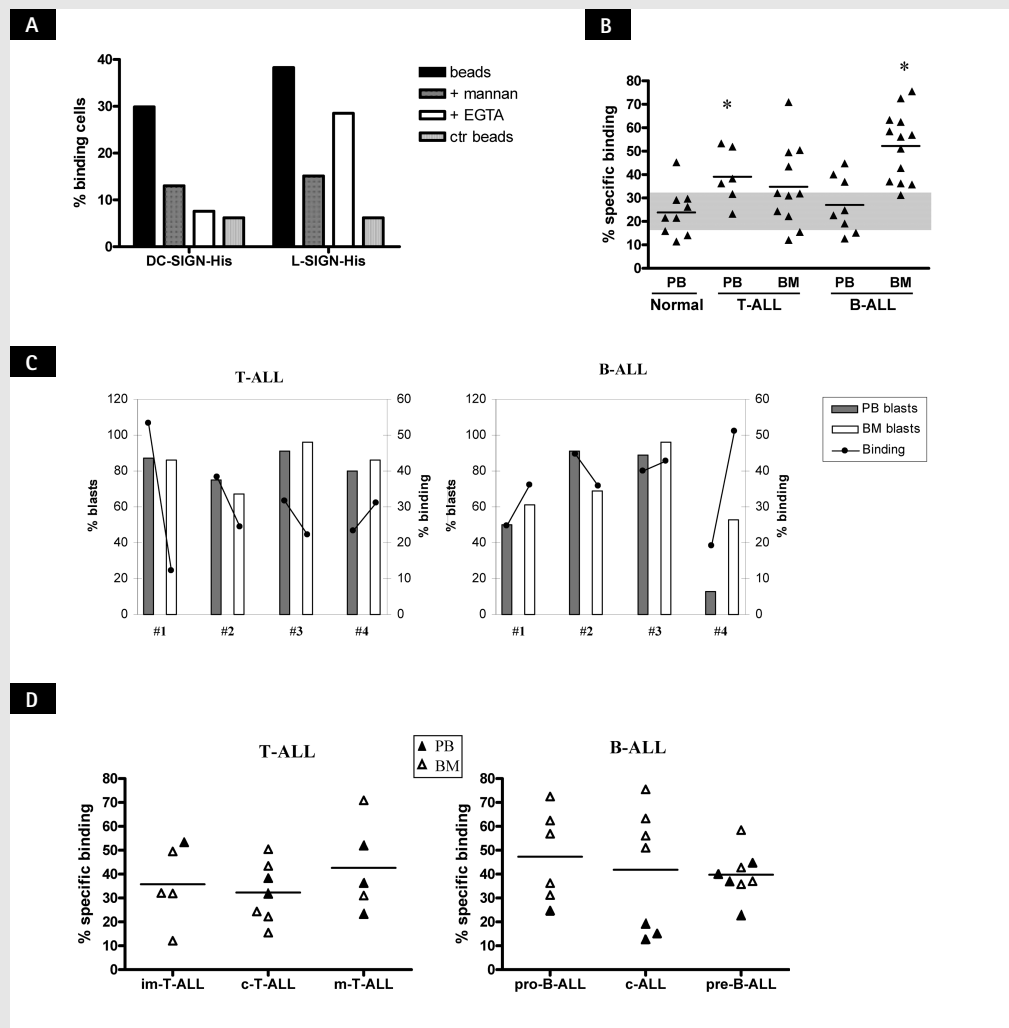 A
40
30
20
10
0
% binding cells
DC-SIGN-His
L-SIGN-His
beads
+ mannan
+ EGTA
ctr beads
B
80
70
60
50
40
30
20
10
0
% specific binding
*
*
PB PB BM PB BM
Normal T-ALL B-ALL
C
T-ALL
120
100
80
60
40
20
0
% blasts
60
50
40
30
20
10
0
% binding
#1 #2 #3 #4
B-ALL
120
100
80
60
40
20
0
% blasts
60
50
40
30
20
10
0
% binding
#1 #2 #3 #4
PB blasts
BM blasts
Binding
D
T-ALL
80
70
60
50
40
30
20
10
0
% specific binding
im-T-ALL c-T-ALL m-T-ALL
PB
BM
B-ALL
80
70
60
50
40
30
20
10
0
% specific binding
pro-B-ALL c-ALL pre-B-ALL